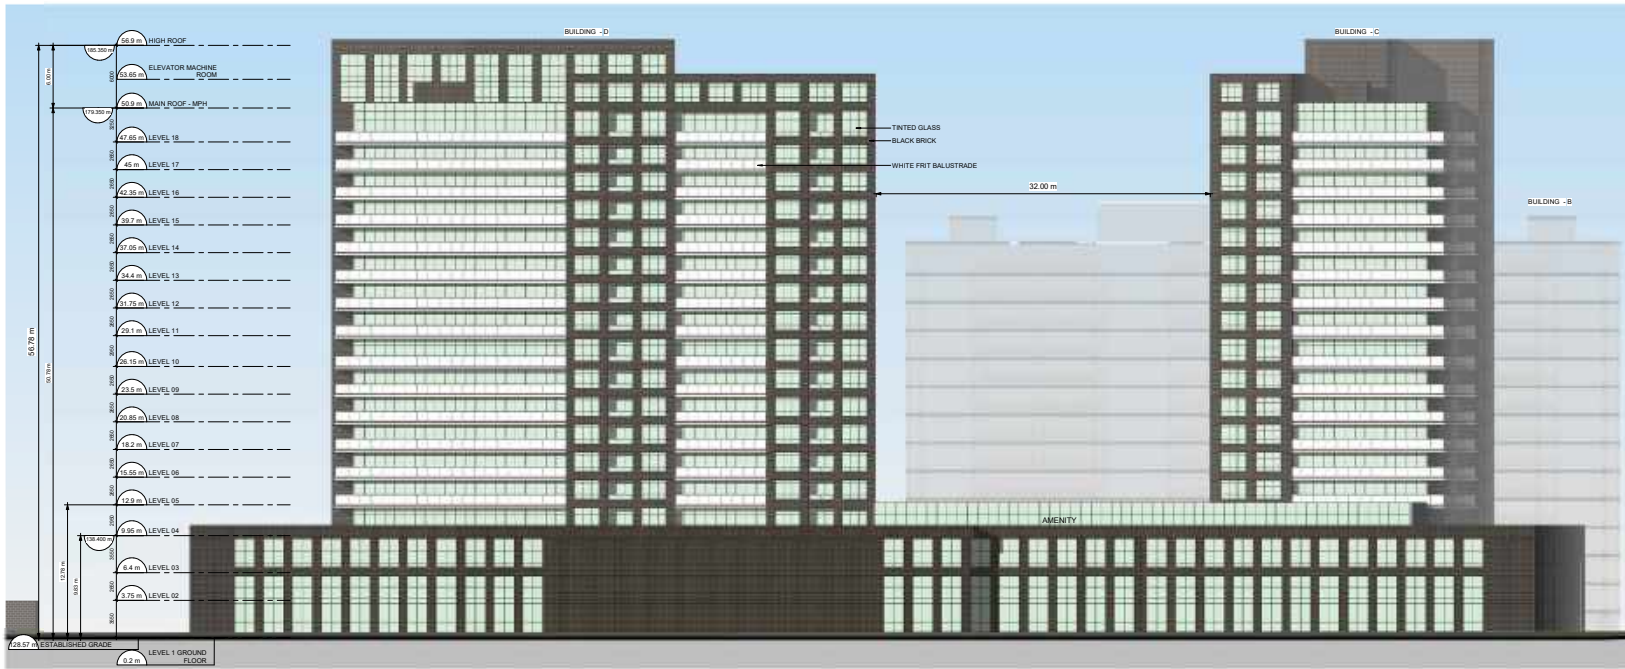 BUILDING - D
BUILDING - C
56.9 m HIGH ROOF
185.350 m
ELEVATOR MACHINE
53.65 m ROOM
50.9 m MAIN ROOF - MPH
179.350 m
TINTED GLASS
BLACK BRICK
47.65 m LEVEL 18
WHITE FRIT BALUSTRADE
45 m LEVEL 17
32.00 m
42.35 m LEVEL 16
BUILDING - B
39.7 m LEVEL 15
37.05 m LEVEL 14
34.4 m LEVEL 13
31.75 m LEVEL 12
29.1 m LEVEL 11
56.78 m
26.15 m LEVEL 10
50.78 m
23.5 m LEVEL 09
20.85 m LEVEL 08
18.2 m LEVEL 07
15.55 m LEVEL 06
12.9 m LEVEL 05
AMENITY
9.95 m LEVEL 04
138.400 m
6.4 m LEVEL 03
12.78 m
9.83 m
3.75 m LEVEL 02
128.57 m ESTABLISHED GRADE
LEVEL 1 GROUND
0.2 m FLOOR
6.00 m